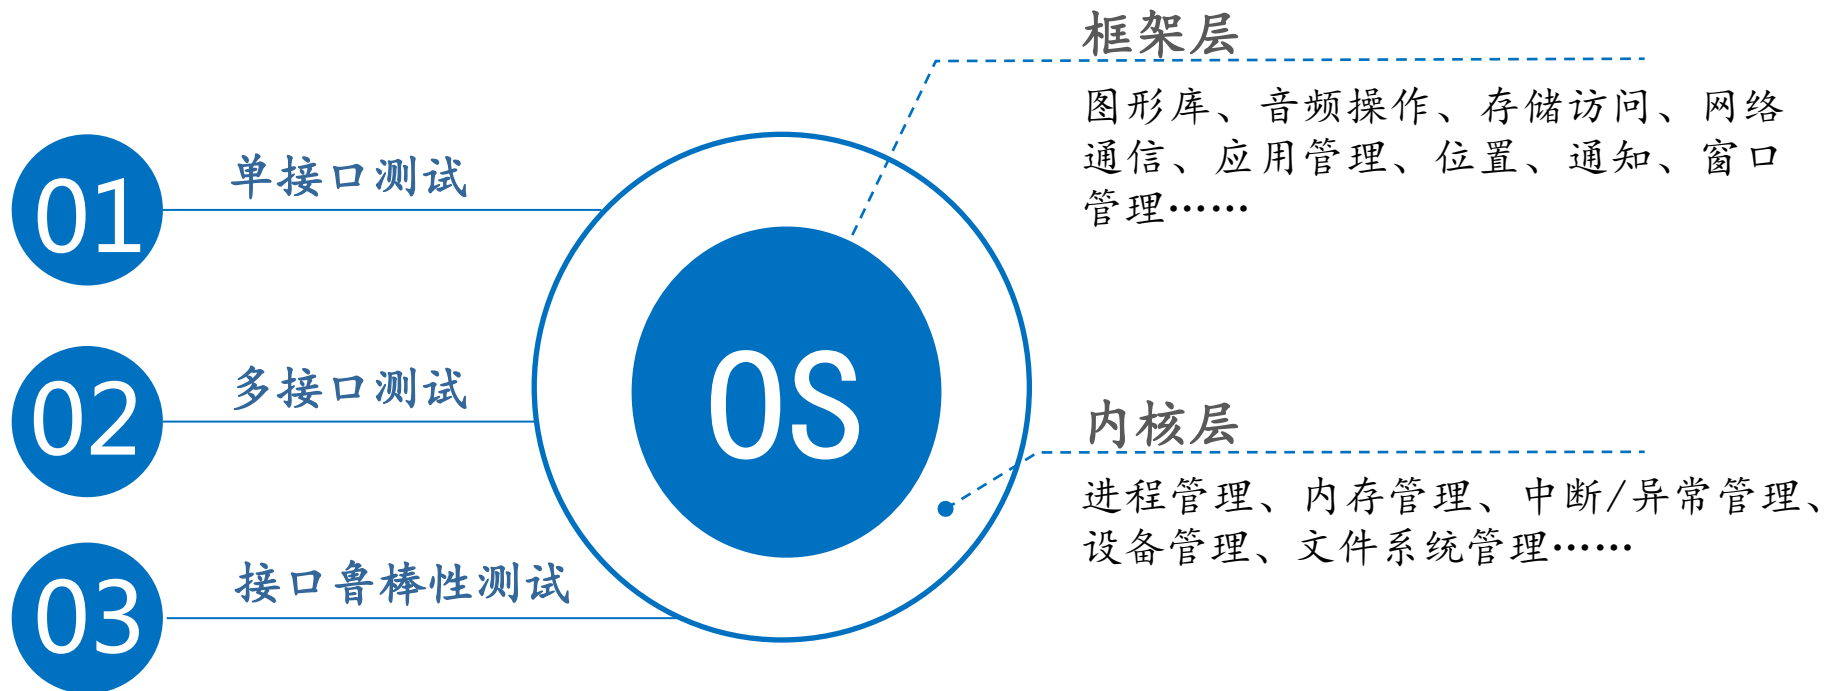 01
单接口测试
02
多接口测试
03
接口鲁棒性测试
OS
框架层
图形库、音频操作、存储访问、网络
通信、应用管理、位置、通知、窗口
管理……
内核层
进程管理、内存管理、中断/异常管理、
设备管理、文件系统管理……